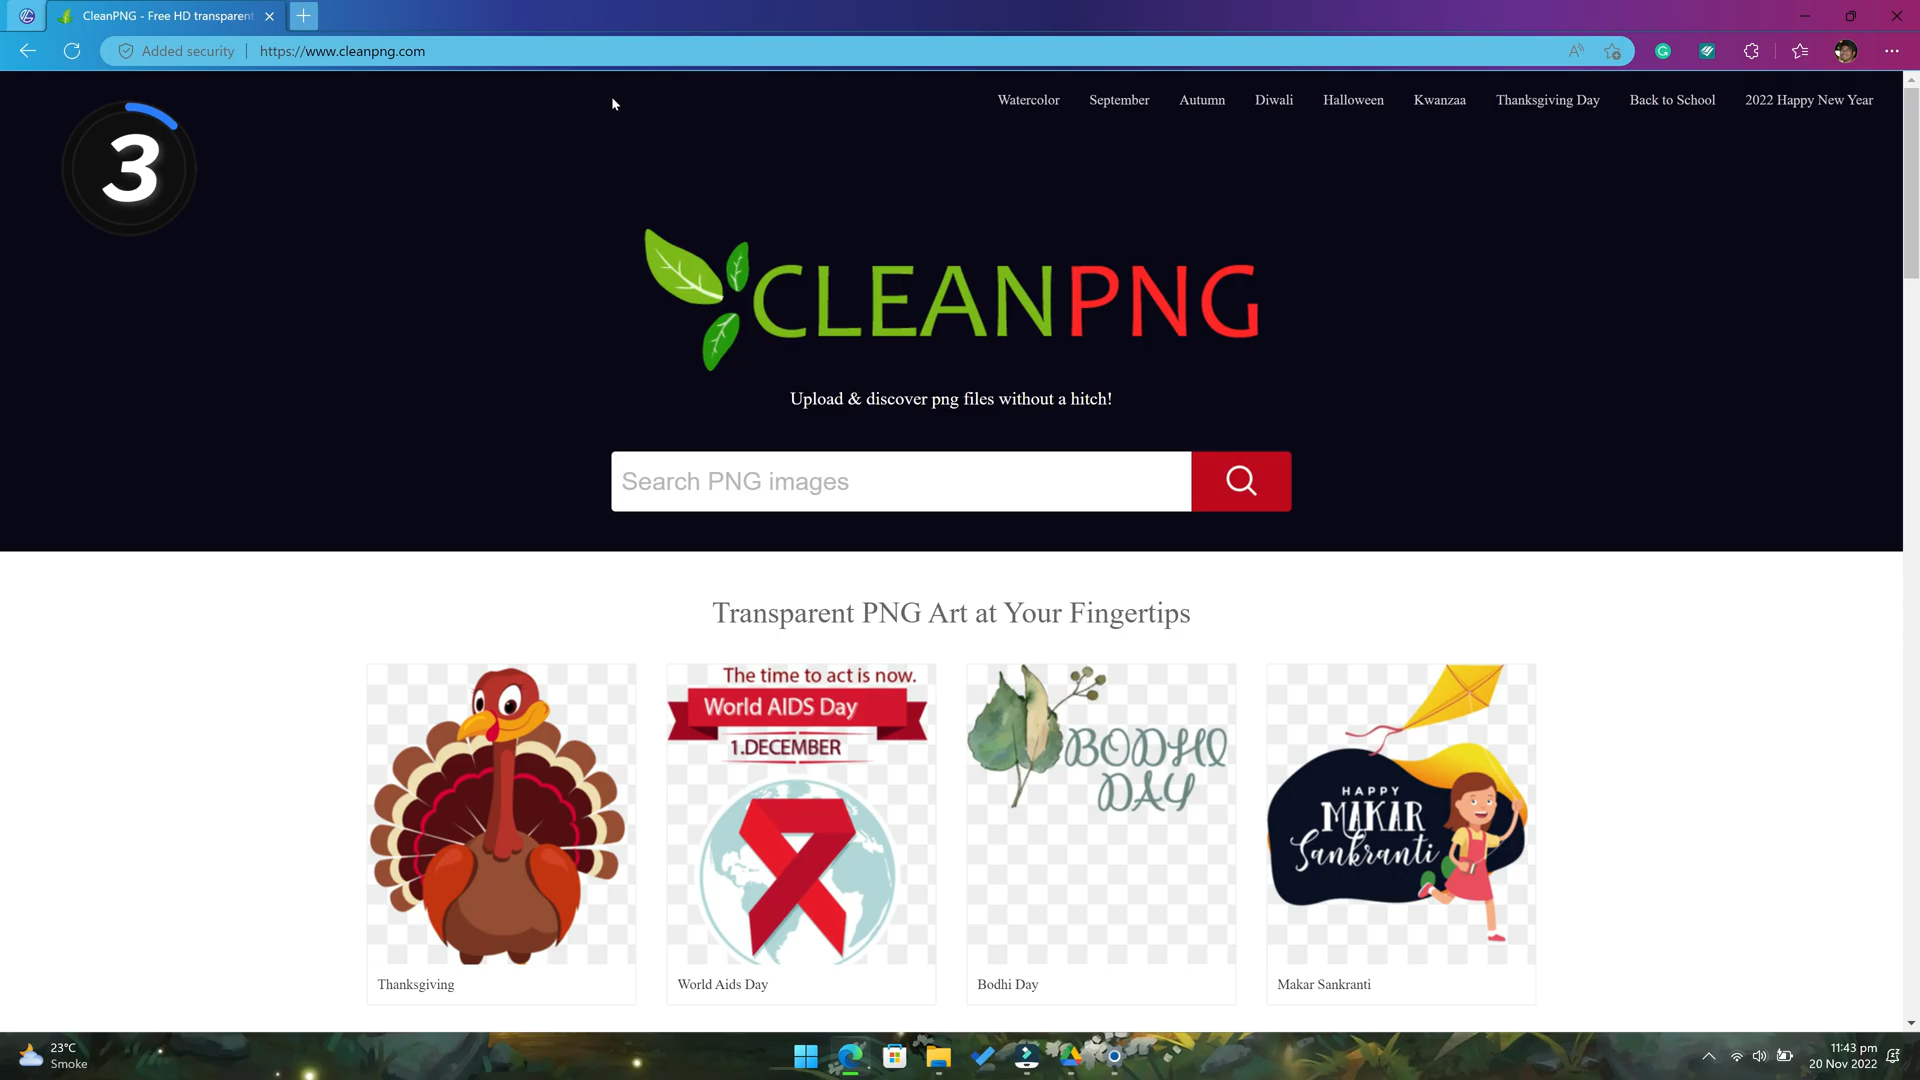 CleanPNG - Free HD transparent
Added security
https://www.cleanpng.com
Watercolor
September
Autumn
Diwali
Halloween
Kwanzaa
Thanksgiving Day
Back to School
2022 Happy New Year
3
CLEANPNG
Upload & discover png files without a hitch!
Search PNG images
Transparent PNG Art at Your Fingertips
The time to act is now.
World AIDS Day
1.DECEMBER
BODHI
DAY
HAPPY
MAKAR
Sankranti
Thanksgiving
World Aids Day
Bodhi Day
Makar Sankranti
23°C
Smoke
11:43 pm
20 Nov 2022